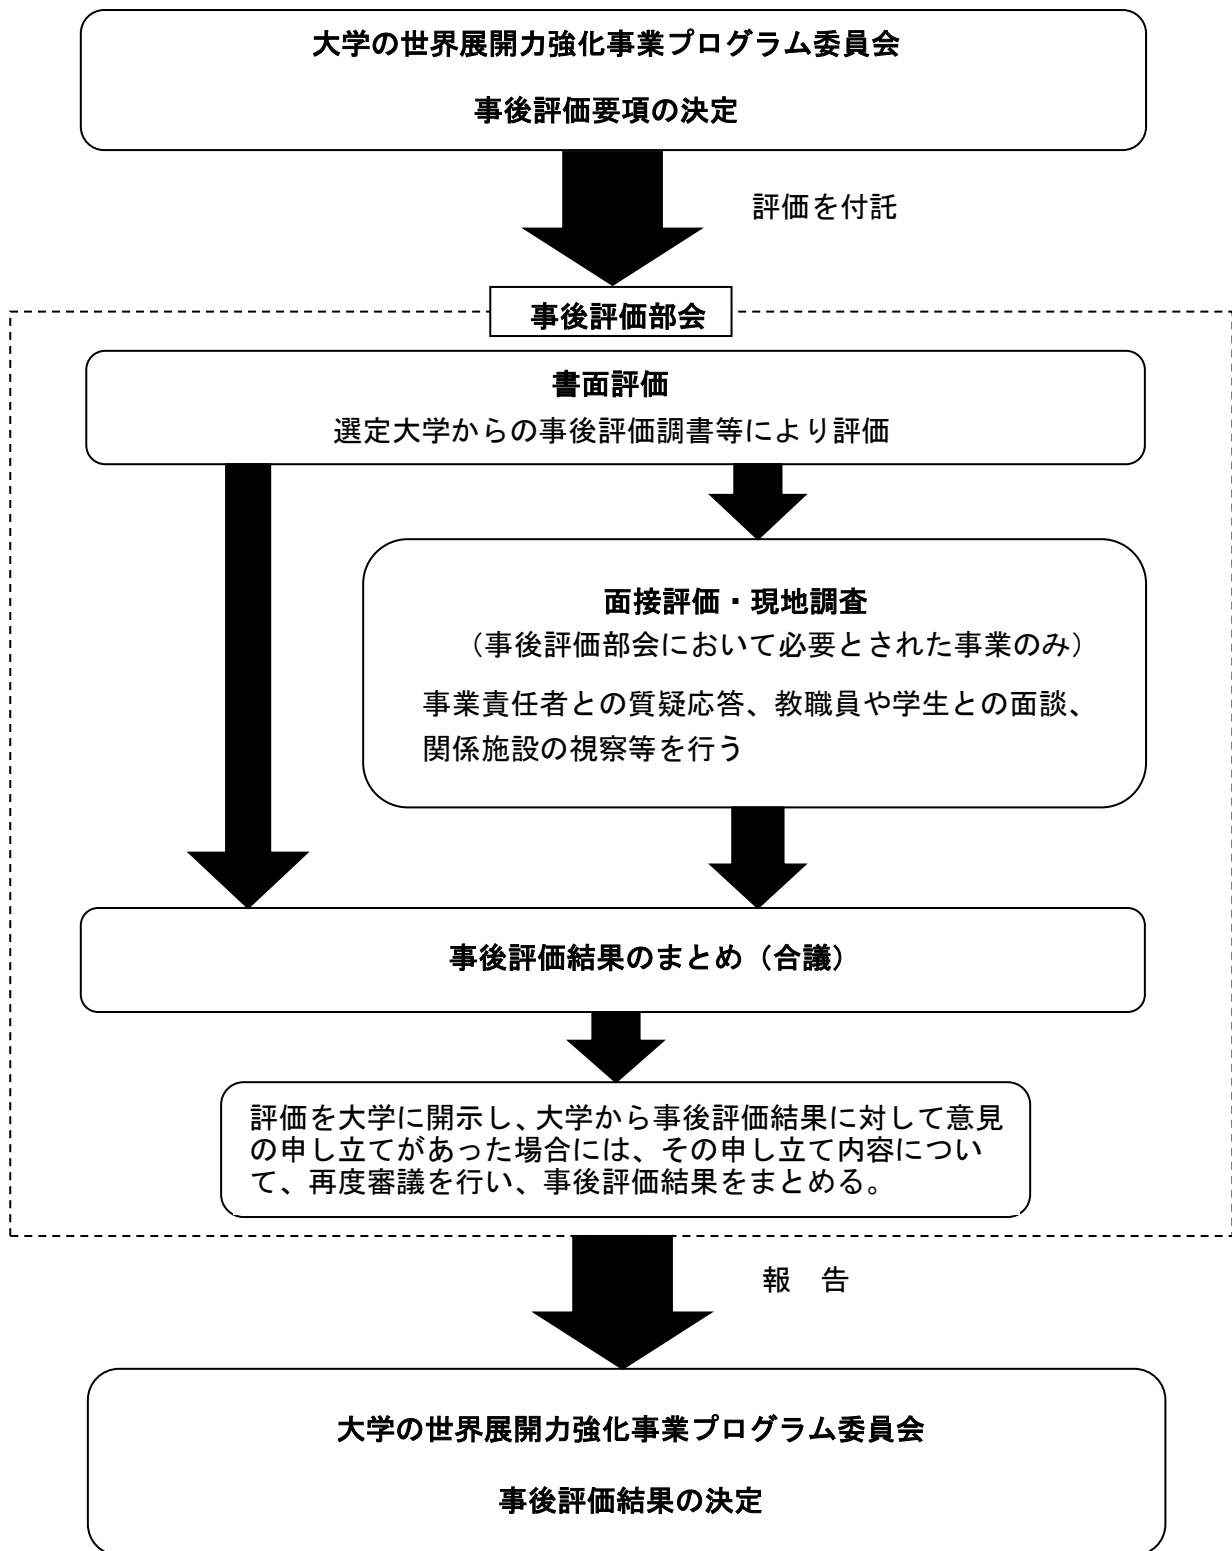 大学の世界展開力強化事業プログラム委員会
事後評価要項の決定
評価を付託
事後評価部会
書面評価
選定大学からの事後評価調書等により評価
面接評価・現地調査
（事後評価部会において必要とされた事業のみ）
事業責任者との質疑応答、教職員や学生との面談、
関係施設の視察等を行う
事後評価結果のまとめ（合議）
評価を大学に開示し、大学から事後評価結果に対して意見
の申し立てがあった場合には、その申し立て内容につい
て、再度審議を行い、事後評価結果をまとめる。
報　告
大学の世界展開力強化事業プログラム委員会
事後評価結果の決定